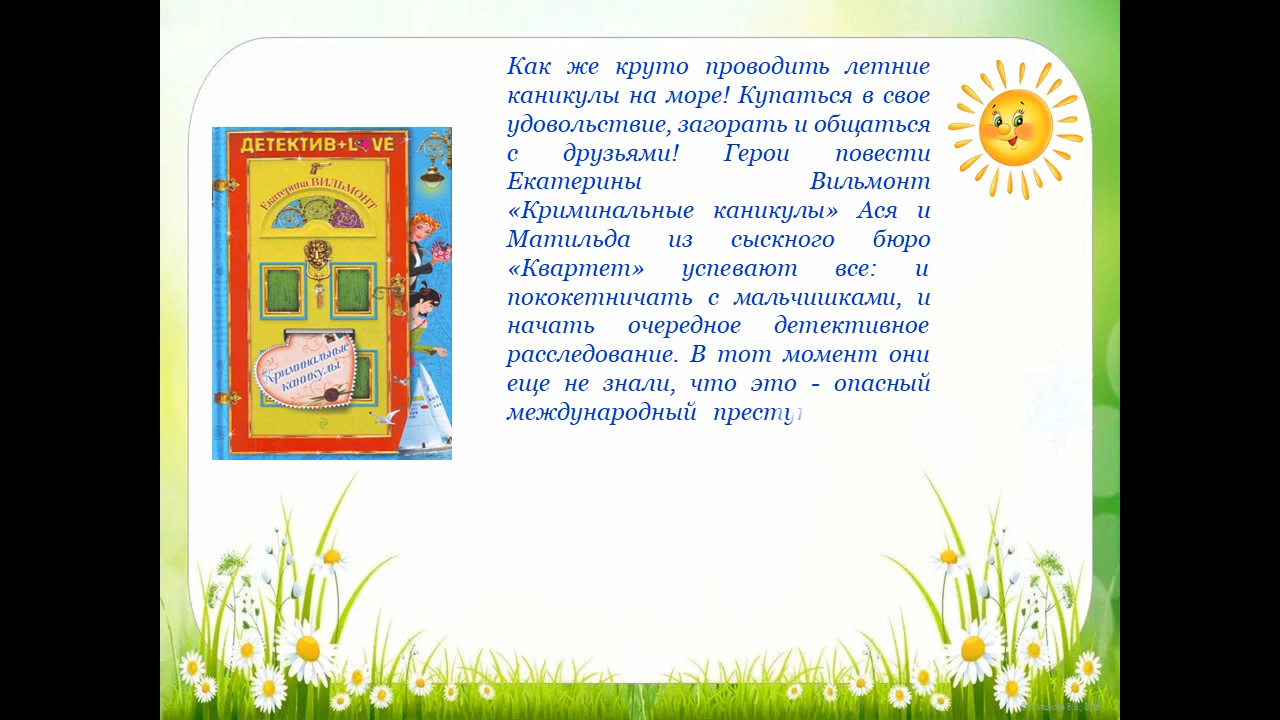 ДЕТЕКТИВ+LOVE
Екатерина ВИЛЬМОНТ
Криминальные
каникулы
Как же круто проводить летние
каникулы на море! Купаться в свое
удовольствие, загорать и общаться
с друзьями! Герои повести
Екатерины Вильмонт
«Криминальные каникулы» Ася и
Матильда из сыскного бюро
«Квартет» успевают все: и
пококетничать с мальчишками, и
начать очередное детективное
расследование. В тот момент они
еще не знали, что это - опасный
международный